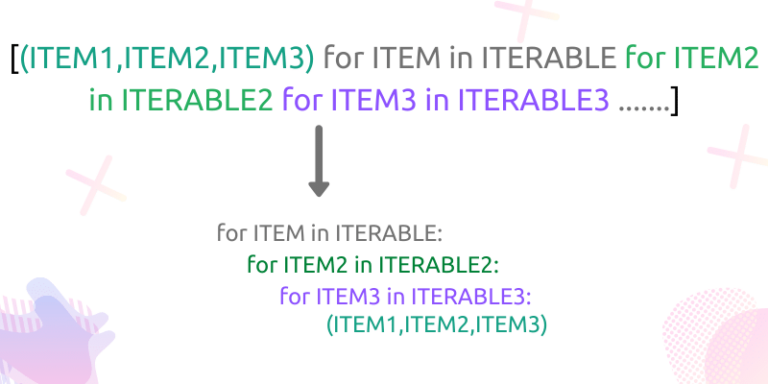 [(ITEM1,ITEM2,ITEM3) for ITEM in ITERABLE for ITEM2
in ITERABLE2 for ITEM3 in ITERABLE3 .......]
for ITEM in ITERABLE:
for ITEM2 in ITERABLE2:
for ITEM3 in ITERABLE3:
(ITEM1,ITEM2,ITEM3)